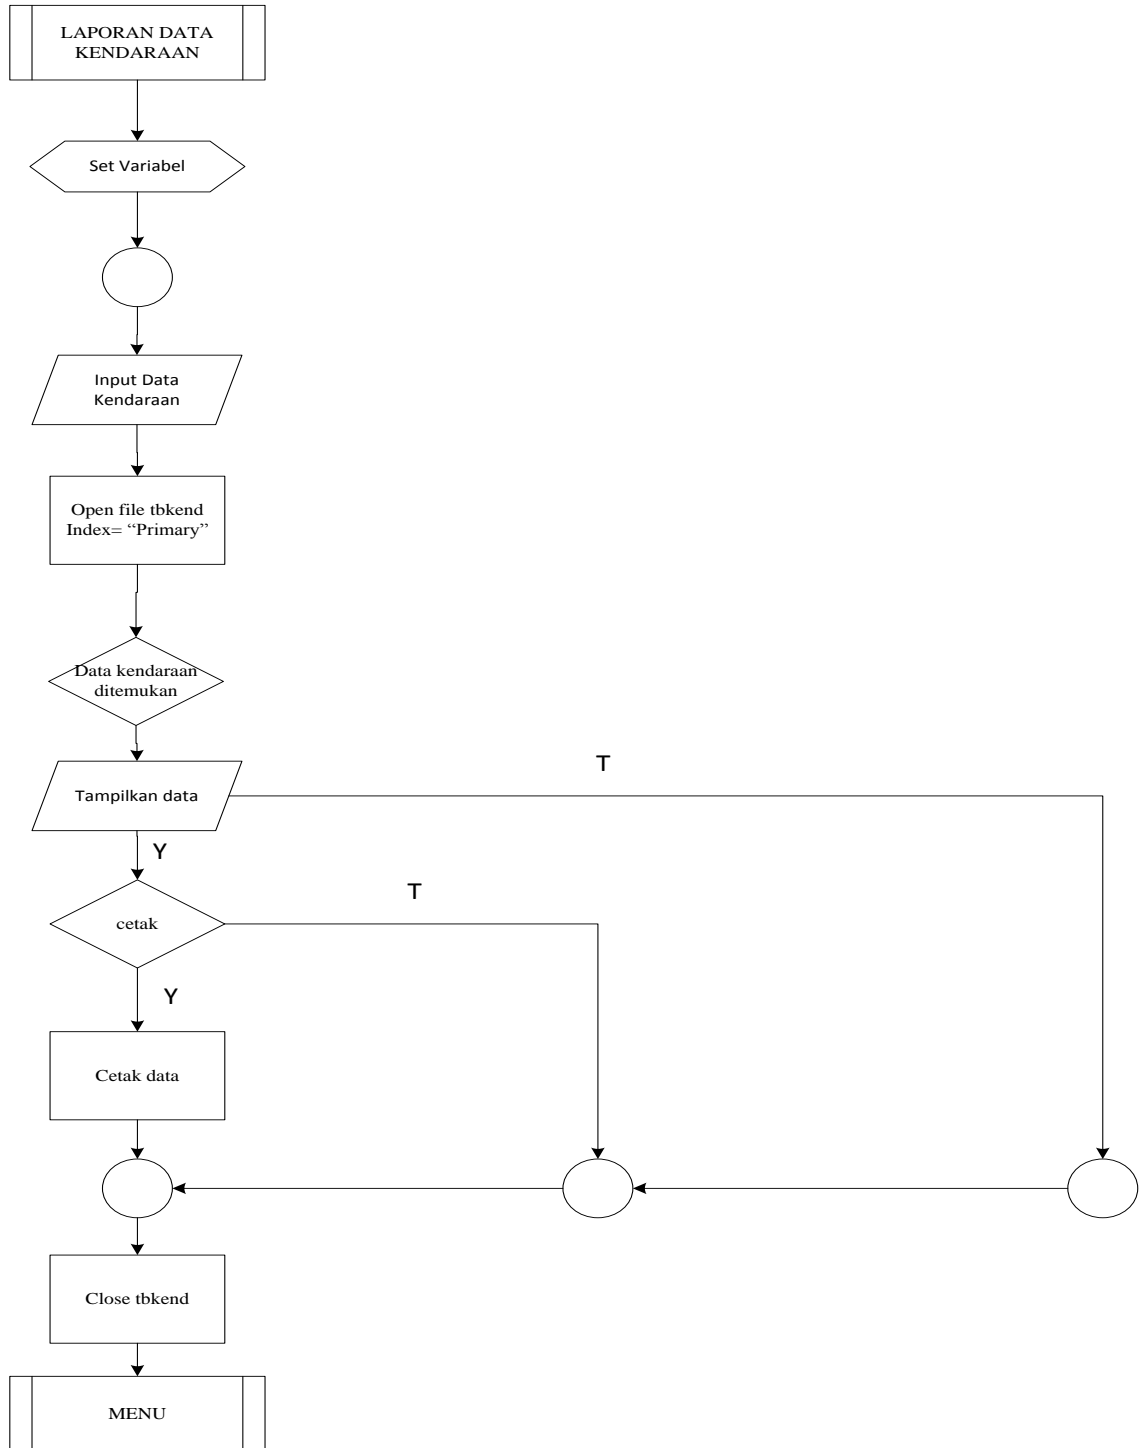 LAPORAN DATA
KENDARAAN
Set Variabel
Input Data
Kendaraan
Open file tbkend
Index= “Primary”
Data kendaraan
ditemukan
T
Tampilkan data
Y
T
cetak
Y
Cetak data
Close tbkend
MENU